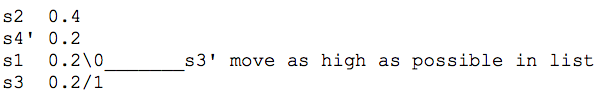 s2 0.4
s4' 0.2
s1 0.2\0_______s3' move as high as possible in list
s3 0.2/1